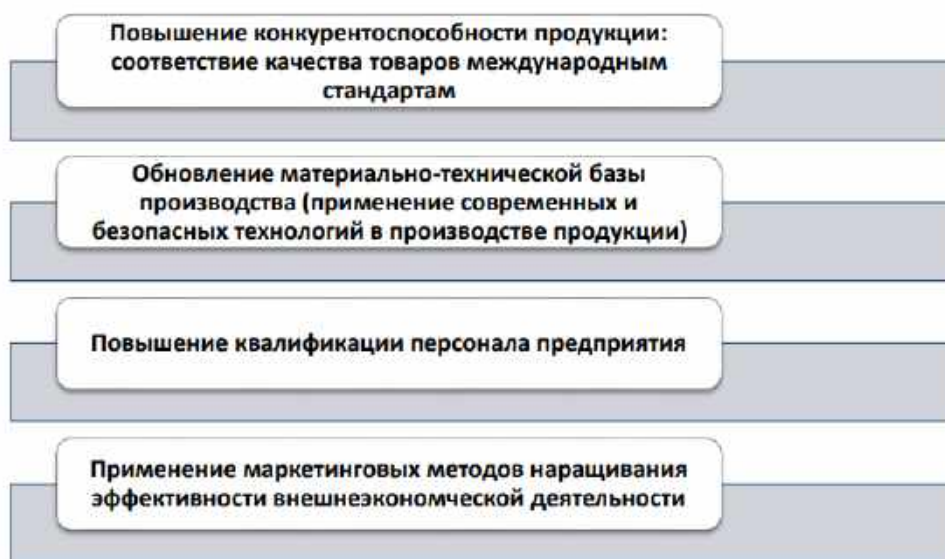 Повышение конкурентоспособности продукции:
соответствие качества товаров международным
стандартам
Обновление материально-технической базы
производства (применение современных и
безопасных технологий в производстве продукции)
Повышение квалификации персонала предприятия
Применение маркетинговых методов наращивания
эффективности внешнеэкономческой деятельности